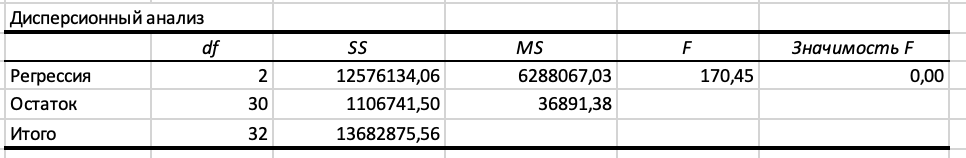 Дисперсионный анализ
df SS MS F Значимость F
Регрессия 2 12576134,06 6288067,03 170,45 0,00
Остаток 30 1106741,50 36891,38
Итого 32 13682875,56